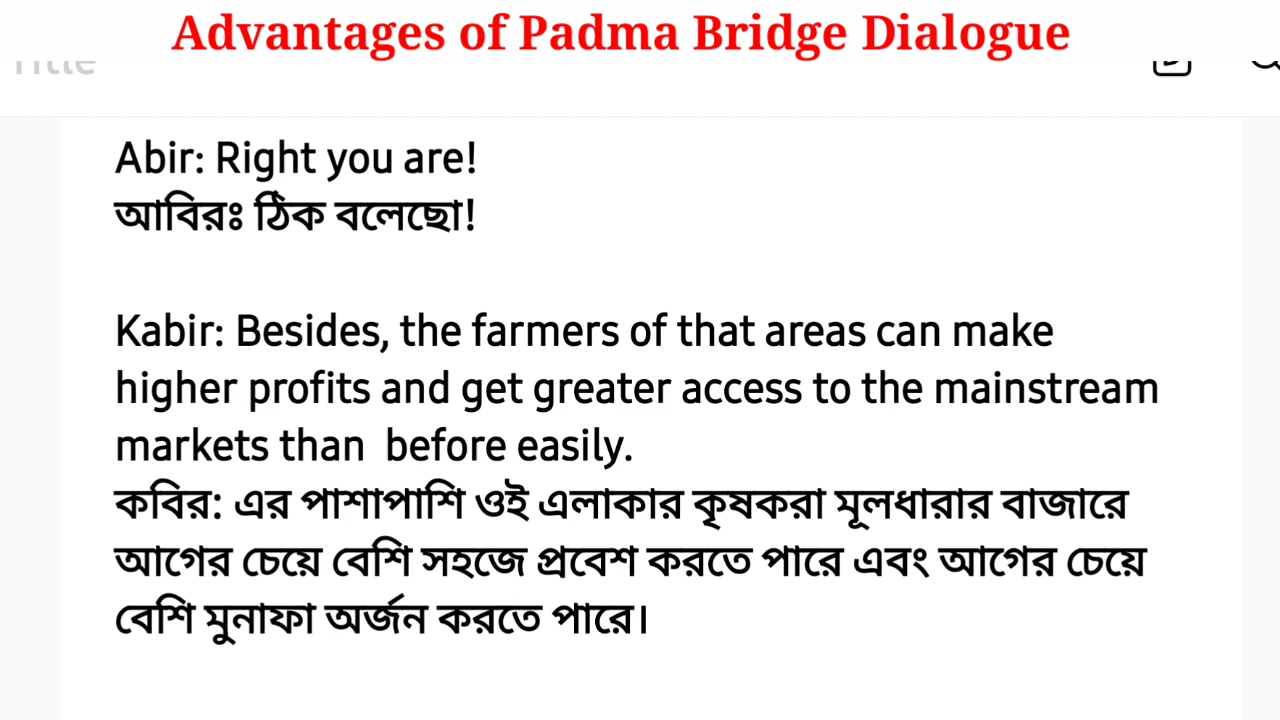 Advantages of Padma Bridge Dialogue
Title
Abir: Right you are!
আবিরঃ ঠিক বলেছো!
Kabir: Besides, the farmers of that areas can make
higher profits and get greater access to the mainstream
markets than before easily.
কবির: এর পাশাপাশি ওই এলাকার কৃষকরা মূলধারার বাজারে
আগের চেয়ে বেশি সহজে প্রবেশ করতে পারে এবং আগের চেয়ে
বেশি মুনাফা অর্জন করতে পারে।